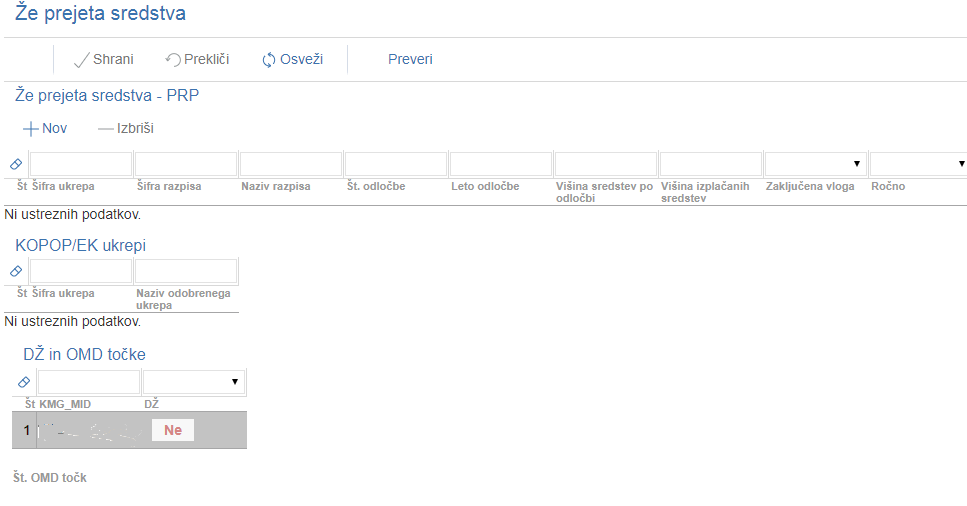 Že prejeta sredstva
Shrani Prekliči Osveži Preveri
Že prejeta sredstva - PRP
Nov Izbriši
Št Šifra ukrepa Šifra razpisa Naziv razpisa Št. odločbe Leto odločbe Višina sredstev po odločbi Višina izplačanih sredstev Zaključena vloga Ročno
Ni ustreznih podatkov.
KOPOP/EK ukrepi
Št Šifra ukrepa Naziv odobrenega ukrepa
Ni ustreznih podatkov.
DŽ in OMD točke
Št KMG_MID DŽ
1 Ne
Št. OMD točk